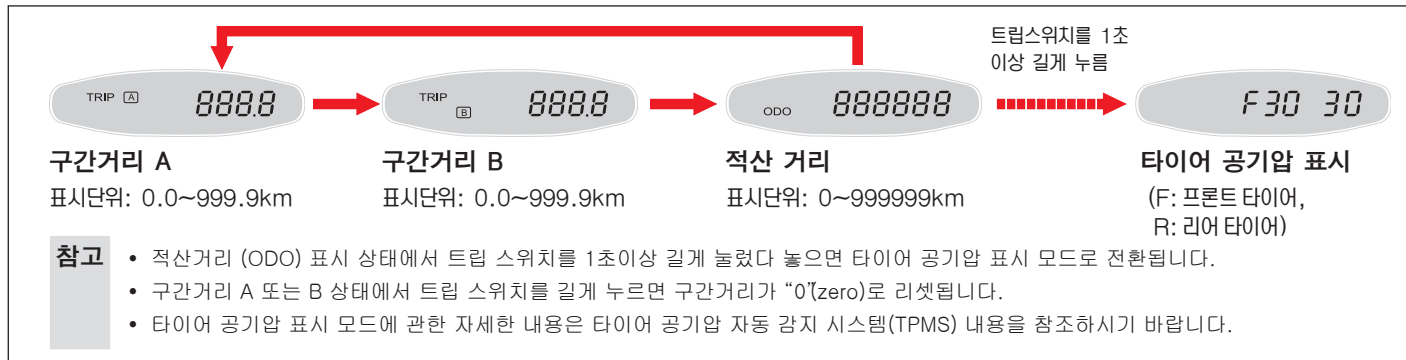 트립스위치를 1초
이상 길게 누름
TRIP A 888.8
TRIP B 888.8
ODO 888888
F30 30
구간거리 A
표시단위: 0.0~999.9km
구간거리 B
표시단위: 0.0~999.9km
적산 거리
표시단위: 0~999999km
타이어 공기압 표시
(F: 프론트 타이어,
R: 리어 타이어)
참고
• 적산거리 (ODO) 표시 상태에서 트립 스위치를 1초이상 길게 눌렀다 놓으면 타이어 공기압 표시 모드로 전환됩니다.
• 구간거리 A 또는 B 상태에서 트립 스위치를 길게 누르면 구간거리가 “0”(zero)로 리셋됩니다.
• 타이어 공기압 표시 모드에 관한 자세한 내용은 타이어 공기압 자동 감지 시스템(TPMS) 내용을 참조하시기 바랍니다.